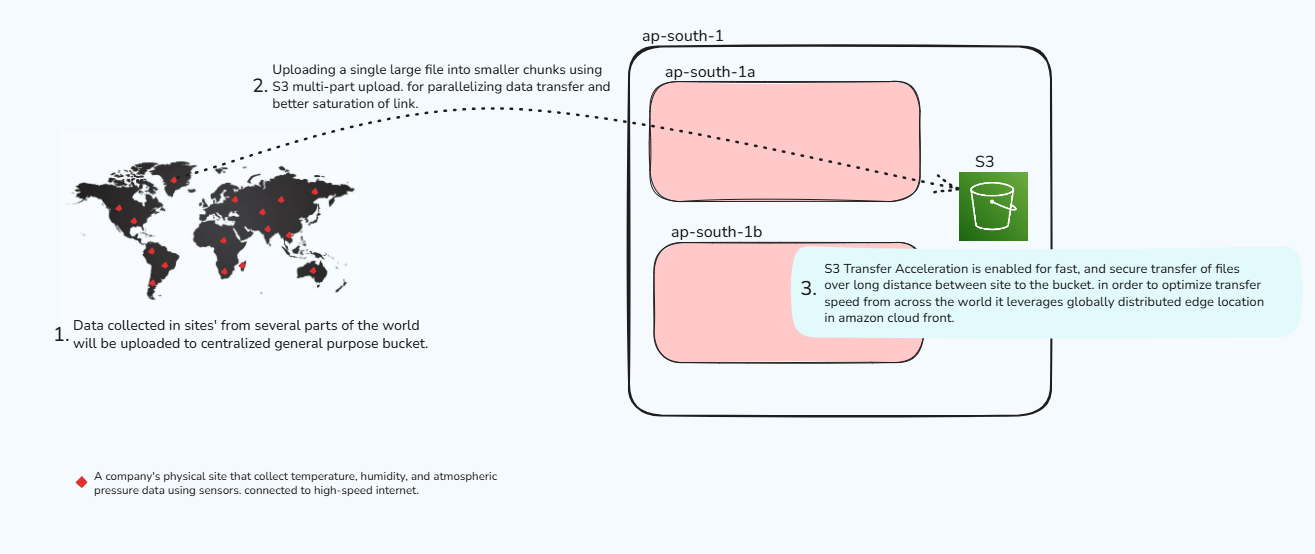 ap-south-1
ap-south-1a
2. Uploading a single large file into smaller chunks using
S3 multi-part upload. for parallelizing data transfer and
better saturation of link.
S3
ap-south-1b
3. S3 Transfer Acceleration is enabled for fast, and secure transfer of files
over long distance between site to the bucket. in order to optimize transfer
speed from across the world it leverages globally distributed edge location
in amazon cloud front.
1. Data collected in sites' from several parts of the world
will be uploaded to centralized general purpose bucket.
A company's physical site that collect temperature, humidity, and atmospheric
pressure data using sensors. connected to high-speed internet.